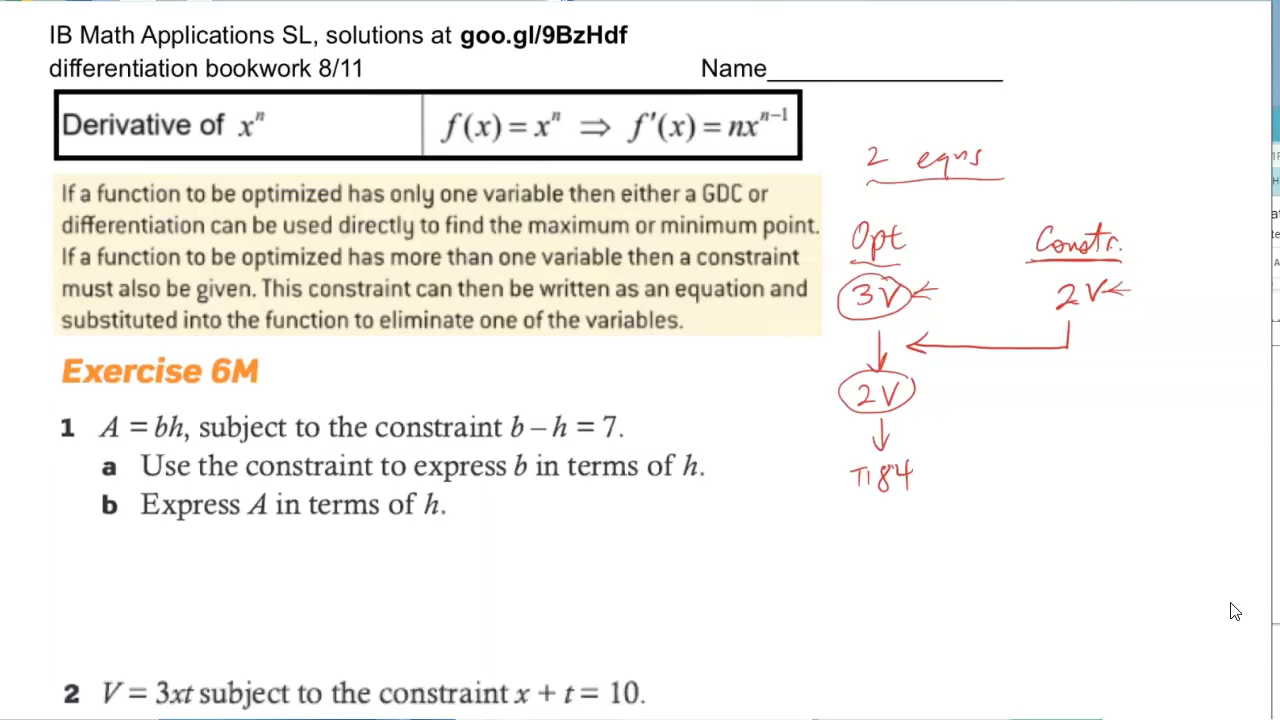 IB Math Applications SL, solutions at goo.gl/9BzHdf
differentiation bookwork 8/11 Name__________________
Derivative of xⁿ f(x) = xⁿ ⇒ f′(x) = nxⁿ⁻¹
If a function to be optimized has only one variable then either a GDC or
differentiation can be used directly to find the maximum or minimum point.
If a function to be optimized has more than one variable then a constraint
must also be given. This constraint can then be written as an equation and
substituted into the function to eliminate one of the variables.
2 eqns
Opt Constr.
3V 2V
2V
TI84
Exercise 6M
1 A = bh, subject to the constraint b – h = 7.
a Use the constraint to express b in terms of h.
b Express A in terms of h.
2 V = 3xt subject to the constraint x + t = 10.